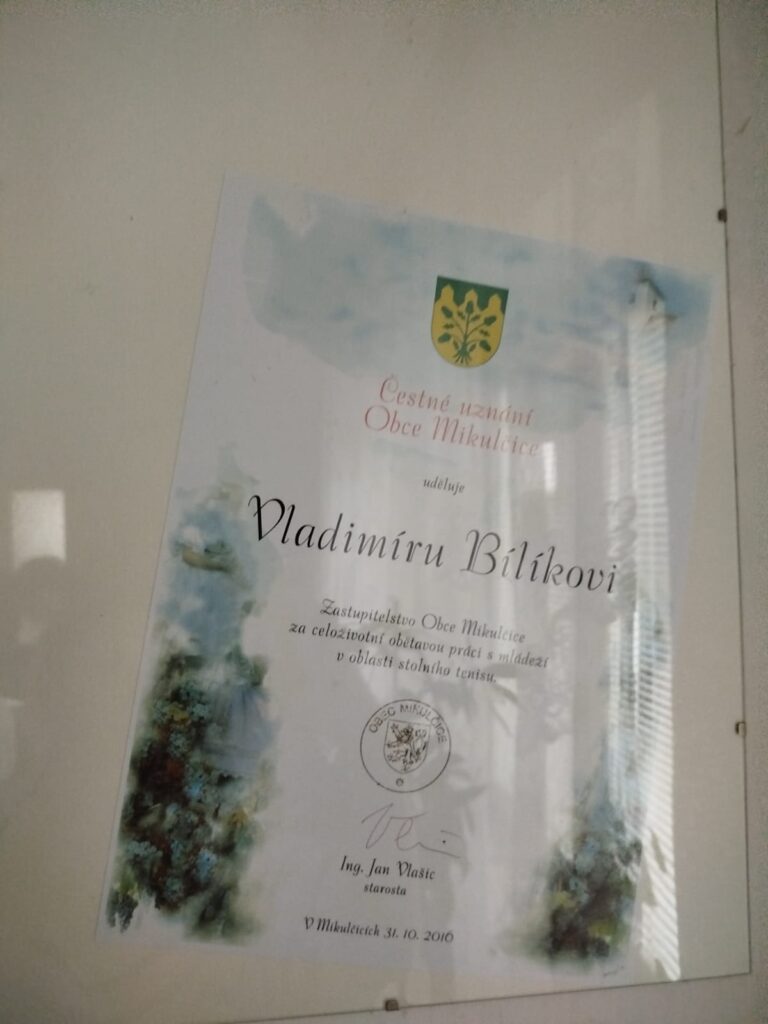 Čestné uznání
Obce Mikulčice
uděluje
Vladimíru Bílíkovi
Zastupitelstvo Obce Mikulčice
za celoživotní obětavou práci s mládeží
v oblasti stolního tenisu.
OBEC MIKULČICE
Ing. Jan Vlašic
starosta
V Mikulčicích 31. 10. 2016